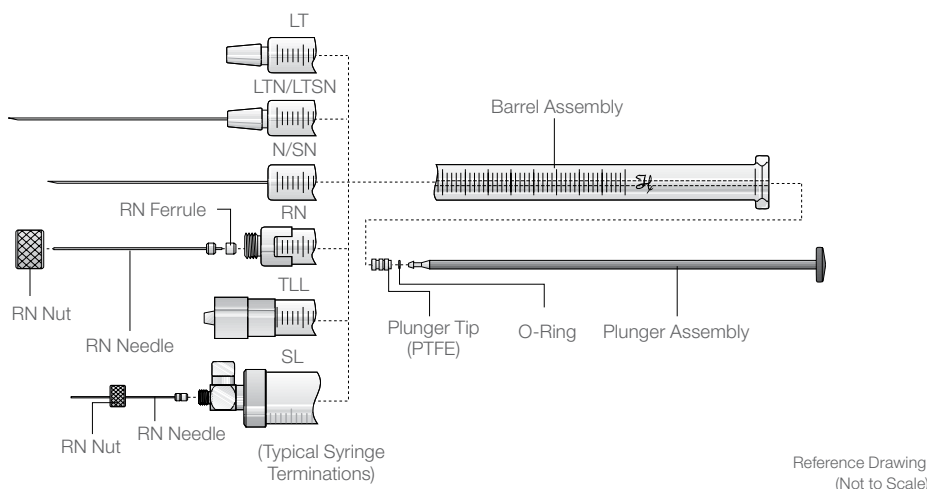 LT
LTN/LTSN
Barrel Assembly
N/SN
RN Ferrule
RN
TLL
RN Nut
RN Needle
Plunger Tip
(PTFE)
O-Ring
Plunger Assembly
SL
RN Nut
RN Needle
(Typical Syringe
Terminations)
Reference Drawing
(Not to Scale)